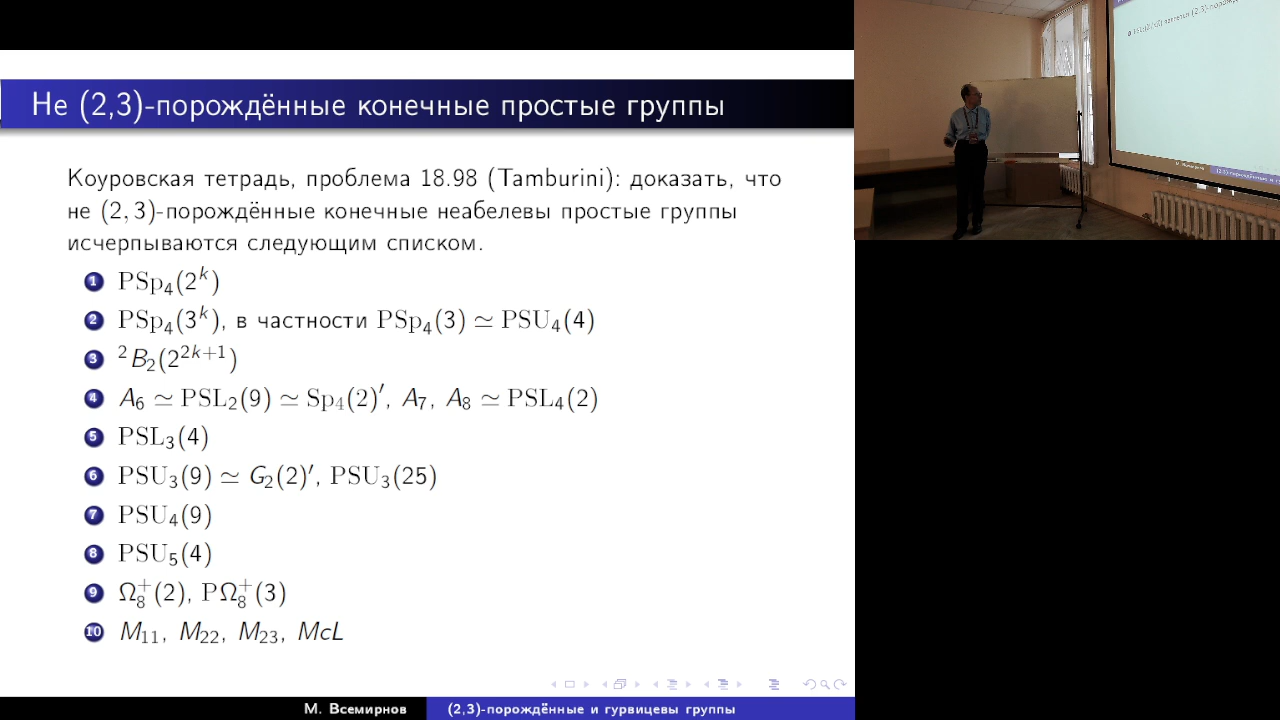 Не (2,3)-порождённые конечные простые группы
Коуровская тетрадь, проблема 18.98 (Tamburini): доказать, что
не (2, 3)-порождённые конечные неабелевы простые группы
исчерпываются следующим списком.
1 PSp₄(2ᵏ)
2 PSp₄(3ᵏ), в частности PSp₄(3) ≃ PSU₄(4)
3 ²B₂(2²ᵏ⁺¹)
4 A₆ ≃ PSL₂(9) ≃ Sp₄(2)′, A₇, A₈ ≃ PSL₄(2)
5 PSL₃(4)
6 PSU₃(9) ≃ G₂(2)′, PSU₃(25)
7 PSU₄(9)
8 PSU₅(4)
9 Ω₈⁺(2), PΩ₈⁺(3)
10 M₁₁, M₂₂, M₂₃, McL
М. Всемирнов (2,3)-порождённые и гурвицевы группы